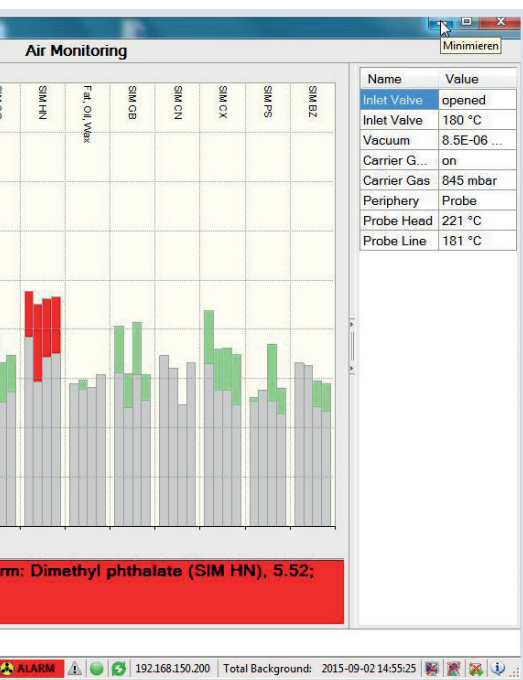 Air Monitoring
Minimieren
SIM HN
Fat, Oil, Wax
SIM GB
SIM CN
SIM CX
SIM PS
SIM BZ
Name Value
Inlet Valve opened
Inlet Valve 180 °C
Vacuum 8.5E-06 ...
Carrier G... on
Carrier Gas 845 mbar
Periphery Probe
Probe Head 221 °C
Probe Line 181 °C
rm: Dimethyl phthalate (SIM HN), 5.52;
ALARM 192.168.150.200 Total Background: 2015-09-02 14:55:25